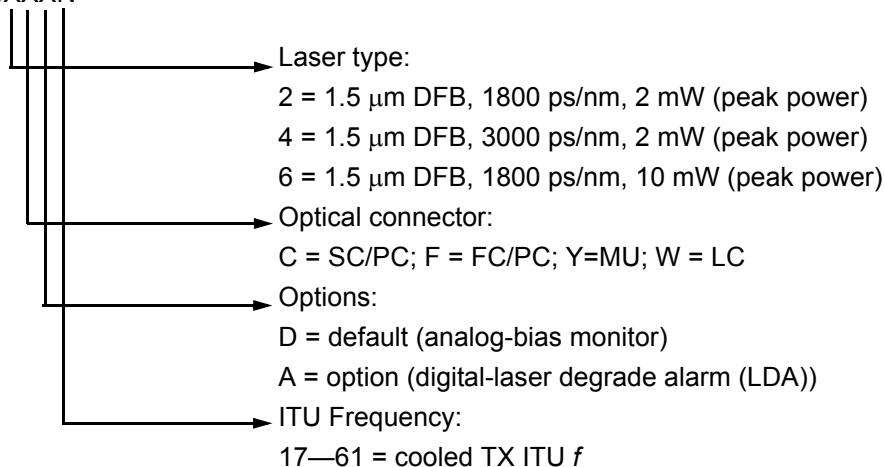 Laser type:
2 = 1.5 μm DFB, 1800 ps/nm, 2 mW (peak power)
4 = 1.5 μm DFB, 3000 ps/nm, 2 mW (peak power)
6 = 1.5 μm DFB, 1800 ps/nm, 10 mW (peak power)
Optical connector:
C = SC/PC; F = FC/PC; Y=MU; W = LC
Options:
D = default (analog-bias monitor)
A = option (digital-laser degrade alarm (LDA))
ITU Frequency:
17—61 = cooled TX ITU f